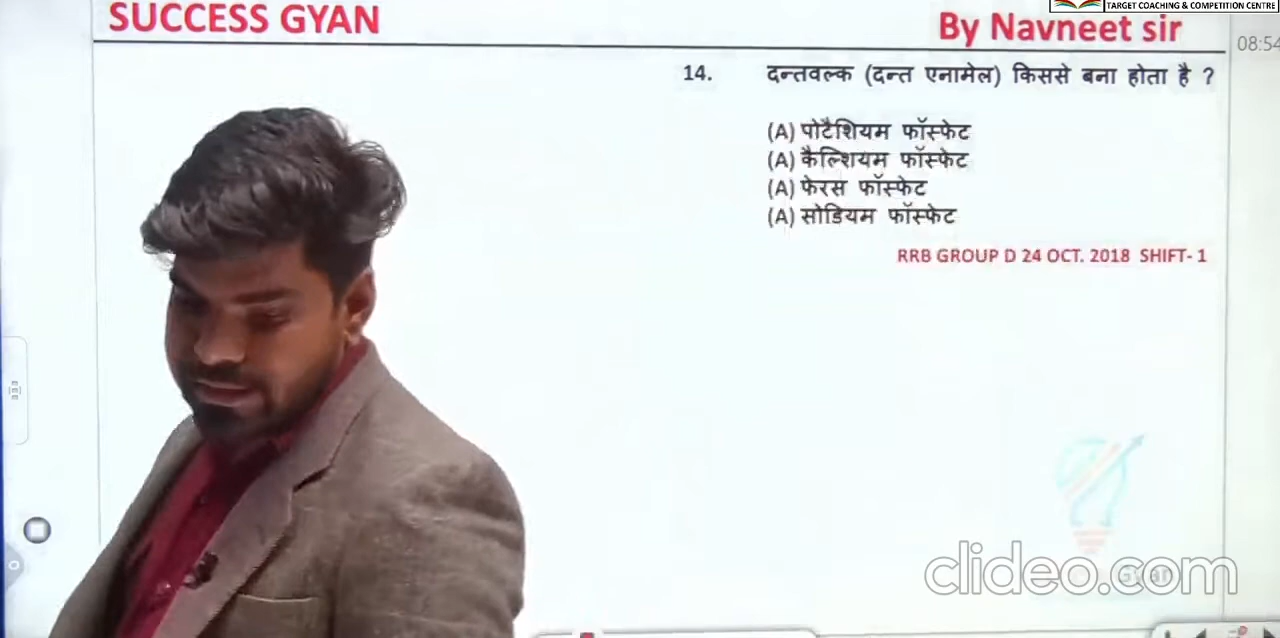 TARGET COACHING & COMPETITION CENTRE
SUCCESS GYAN
By Navneet sir
08:54
14. दन्तवल्क (दन्त एनामेल) किससे बना होता है ?
(A) पोटैशियम फॉस्फेट
(A) कैल्शियम फॉस्फेट
(A) फेरस फॉस्फेट
(A) सोडियम फॉस्फेट
RRB GROUP D 24 OCT. 2018 SHIFT- 1
clideo.com